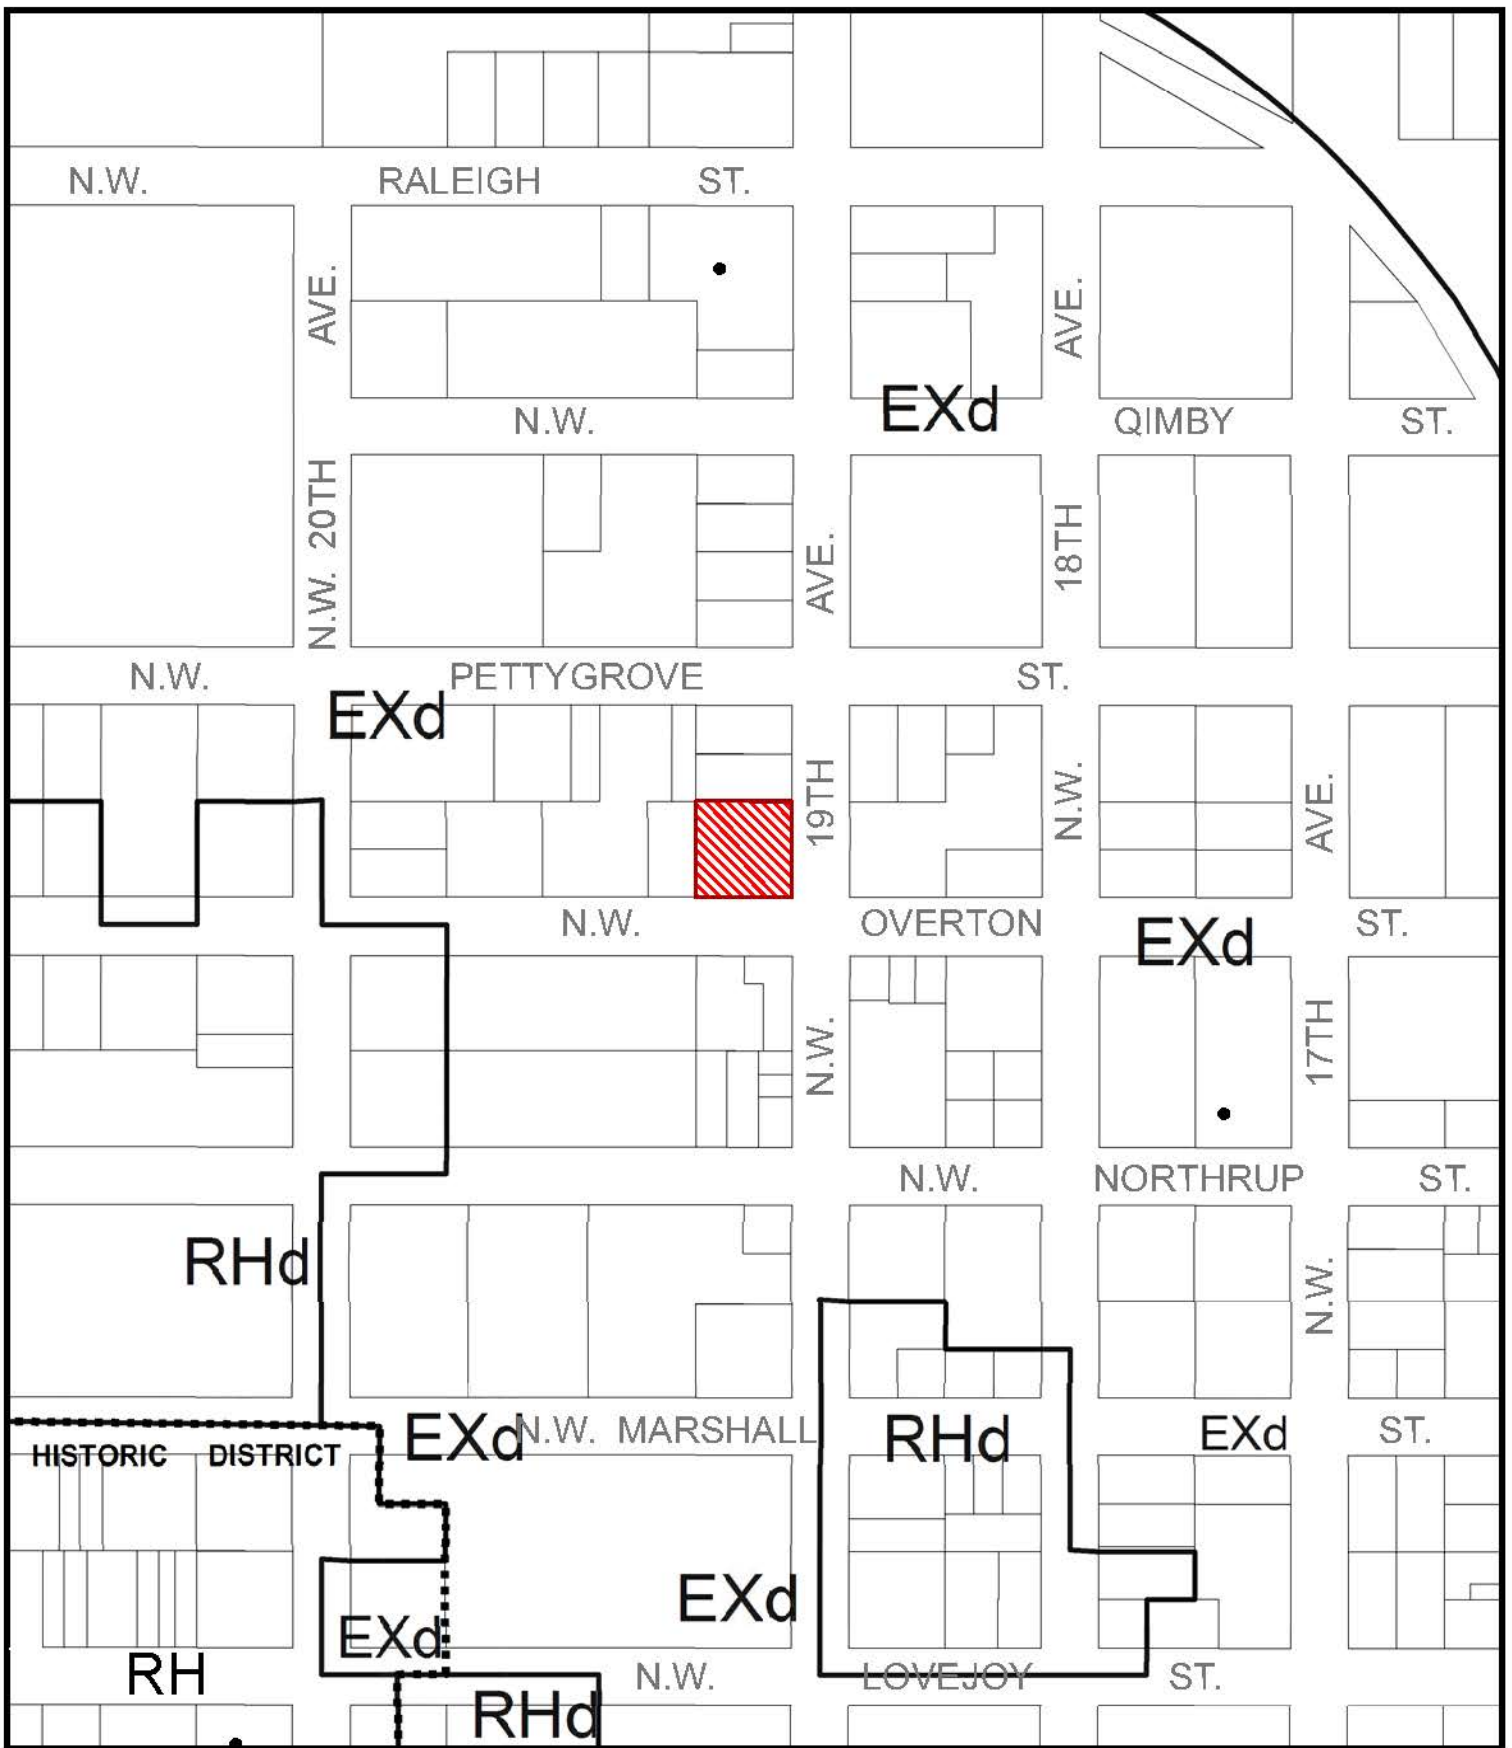 N.W. RALEIGH ST.
AVE.
AVE.
EXd
N.W. QIMBY ST.
N.W. 20TH
AVE.
18TH
N.W. PETTYGROVE ST.
EXd
19TH
N.W.
AVE.
N.W. OVERTON ST.
EXd
N.W.
17TH
N.W. NORTHRUP ST.
RHd
N.W.
EXd
N.W. MARSHALL
RHd
EXd
ST.
HISTORIC DISTRICT
EXd
EXd
RH
N.W. LOVEJOY ST.
RHd